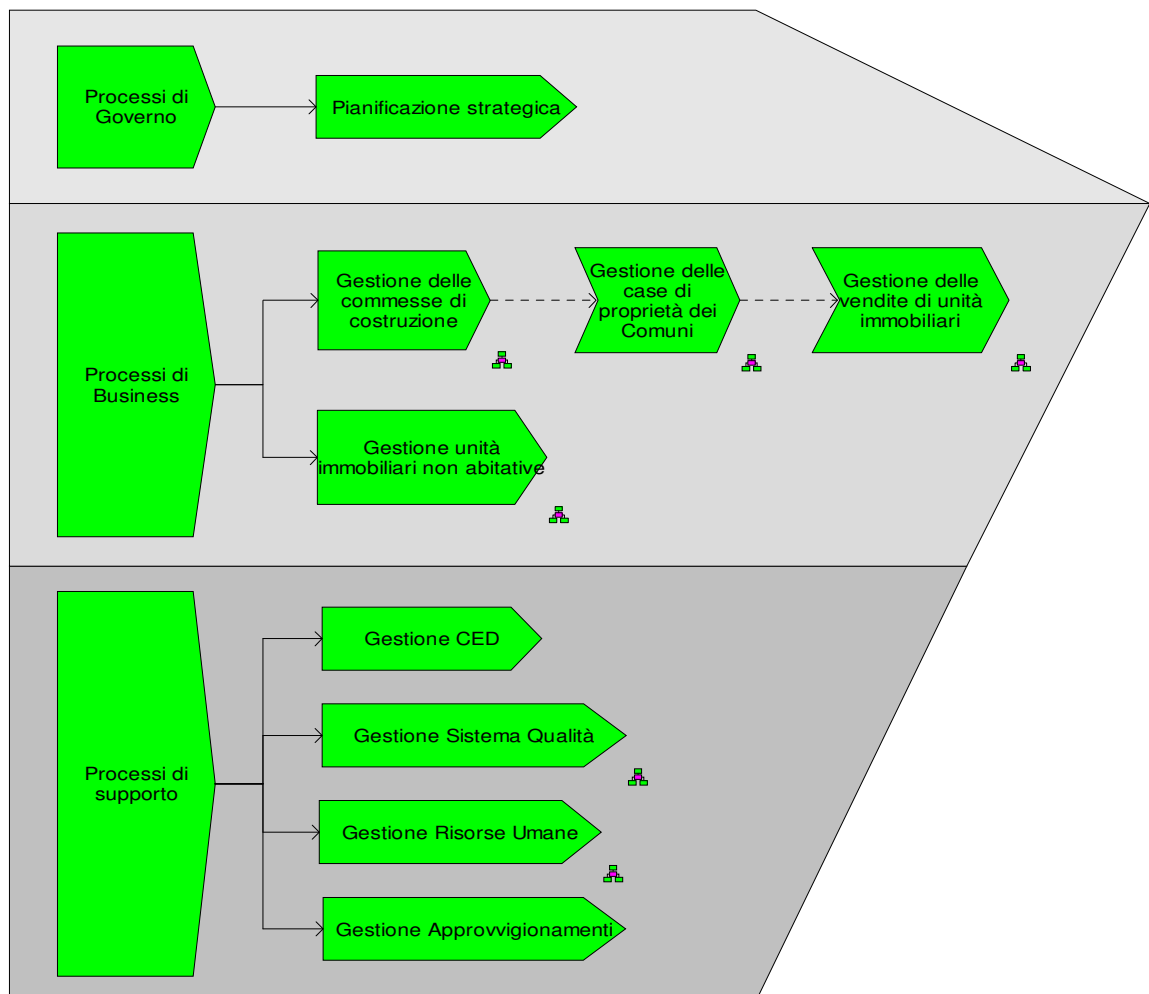 Processi di
Governo
Pianificazione strategica
Processi di
Business
Gestione delle
commesse di
costruzione
Gestione delle
case di
proprietà dei
Comuni
Gestione delle
vendite di unità
immobiliari
Gestione unità
immobiliari non abitative
Processi di
supporto
Gestione CED
Gestione Sistema Qualità
Gestione Risorse Umane
Gestione Approvvigionamenti